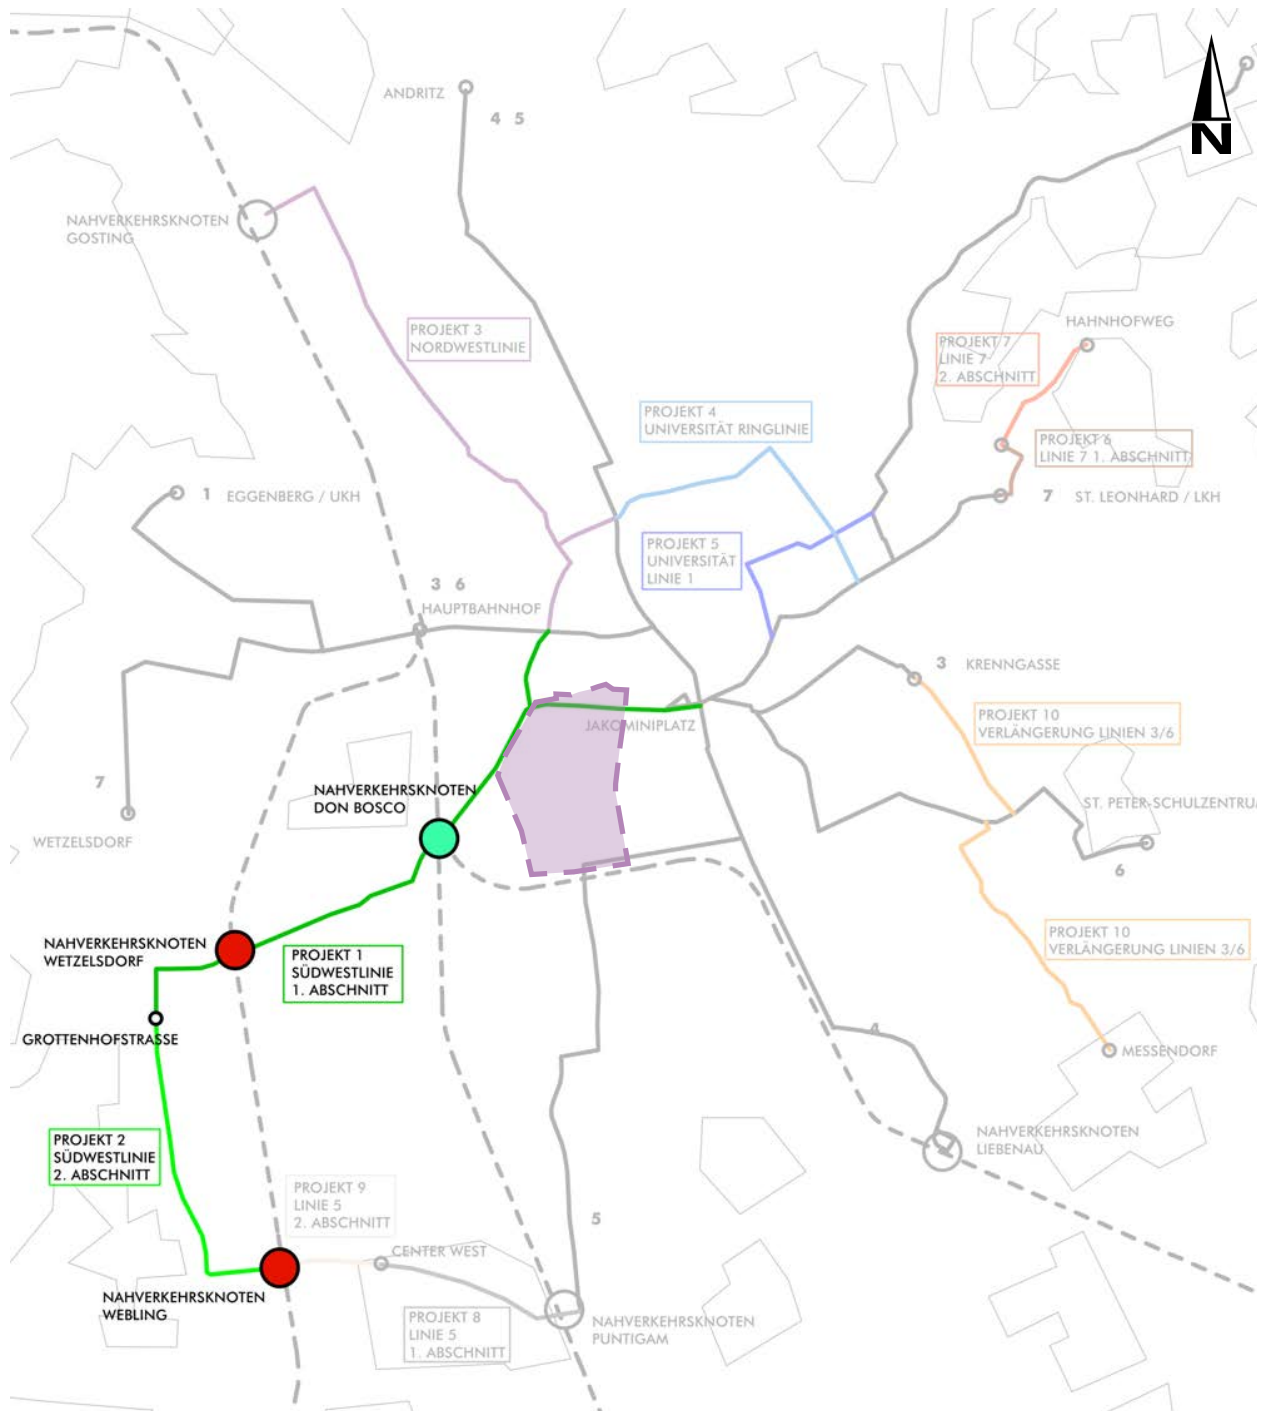 ANDRITZ
4 5
N
NAHVERKEHRSKNOTEN
GÖSTING
PROJEKT 3
NORDWESTLINIE
HAHNHOFWEG
PROJEKT 7
LINIE 7
2. ABSCHNITT
PROJEKT 4
UNIVERSITÄT RINGLINIE
PROJEKT 6
LINIE 7 1. ABSCHNITT
1 EGGENBERG / UKH
7 ST. LEONHARD / LKH
PROJEKT 5
UNIVERSITÄT
LINIE 1
3 6
HAUPTBAHNHOF
3 KRENNGASSE
PROJEKT 10
VERLÄNGERUNG LINIEN 3/6
JAKOMINIPLATZ
7
NAHVERKEHRSKNOTEN
DON BOSCO
ST. PETER-SCHULZENTRU
WETZELSDORF
6
NAHVERKEHRSKNOTEN
WETZELSDORF
PROJEKT 1
SÜDWESTLINIE
1. ABSCHNITT
PROJEKT 10
VERLÄNGERUNG LINIEN 3/6
GROTTENHOFSTRASSE
4
MESSENDORF
PROJEKT 2
SÜDWESTLINIE
2. ABSCHNITT
NAHVERKEHRSKNOTEN
LIEBENAU
PROJEKT 9
LINIE 5
2. ABSCHNITT
5
CENTER WEST
NAHVERKEHRSKNOTEN
WEBLING
PROJEKT 8
LINIE 5
1. ABSCHNITT
NAHVERKEHRSKNOTEN
PUNTIGAM